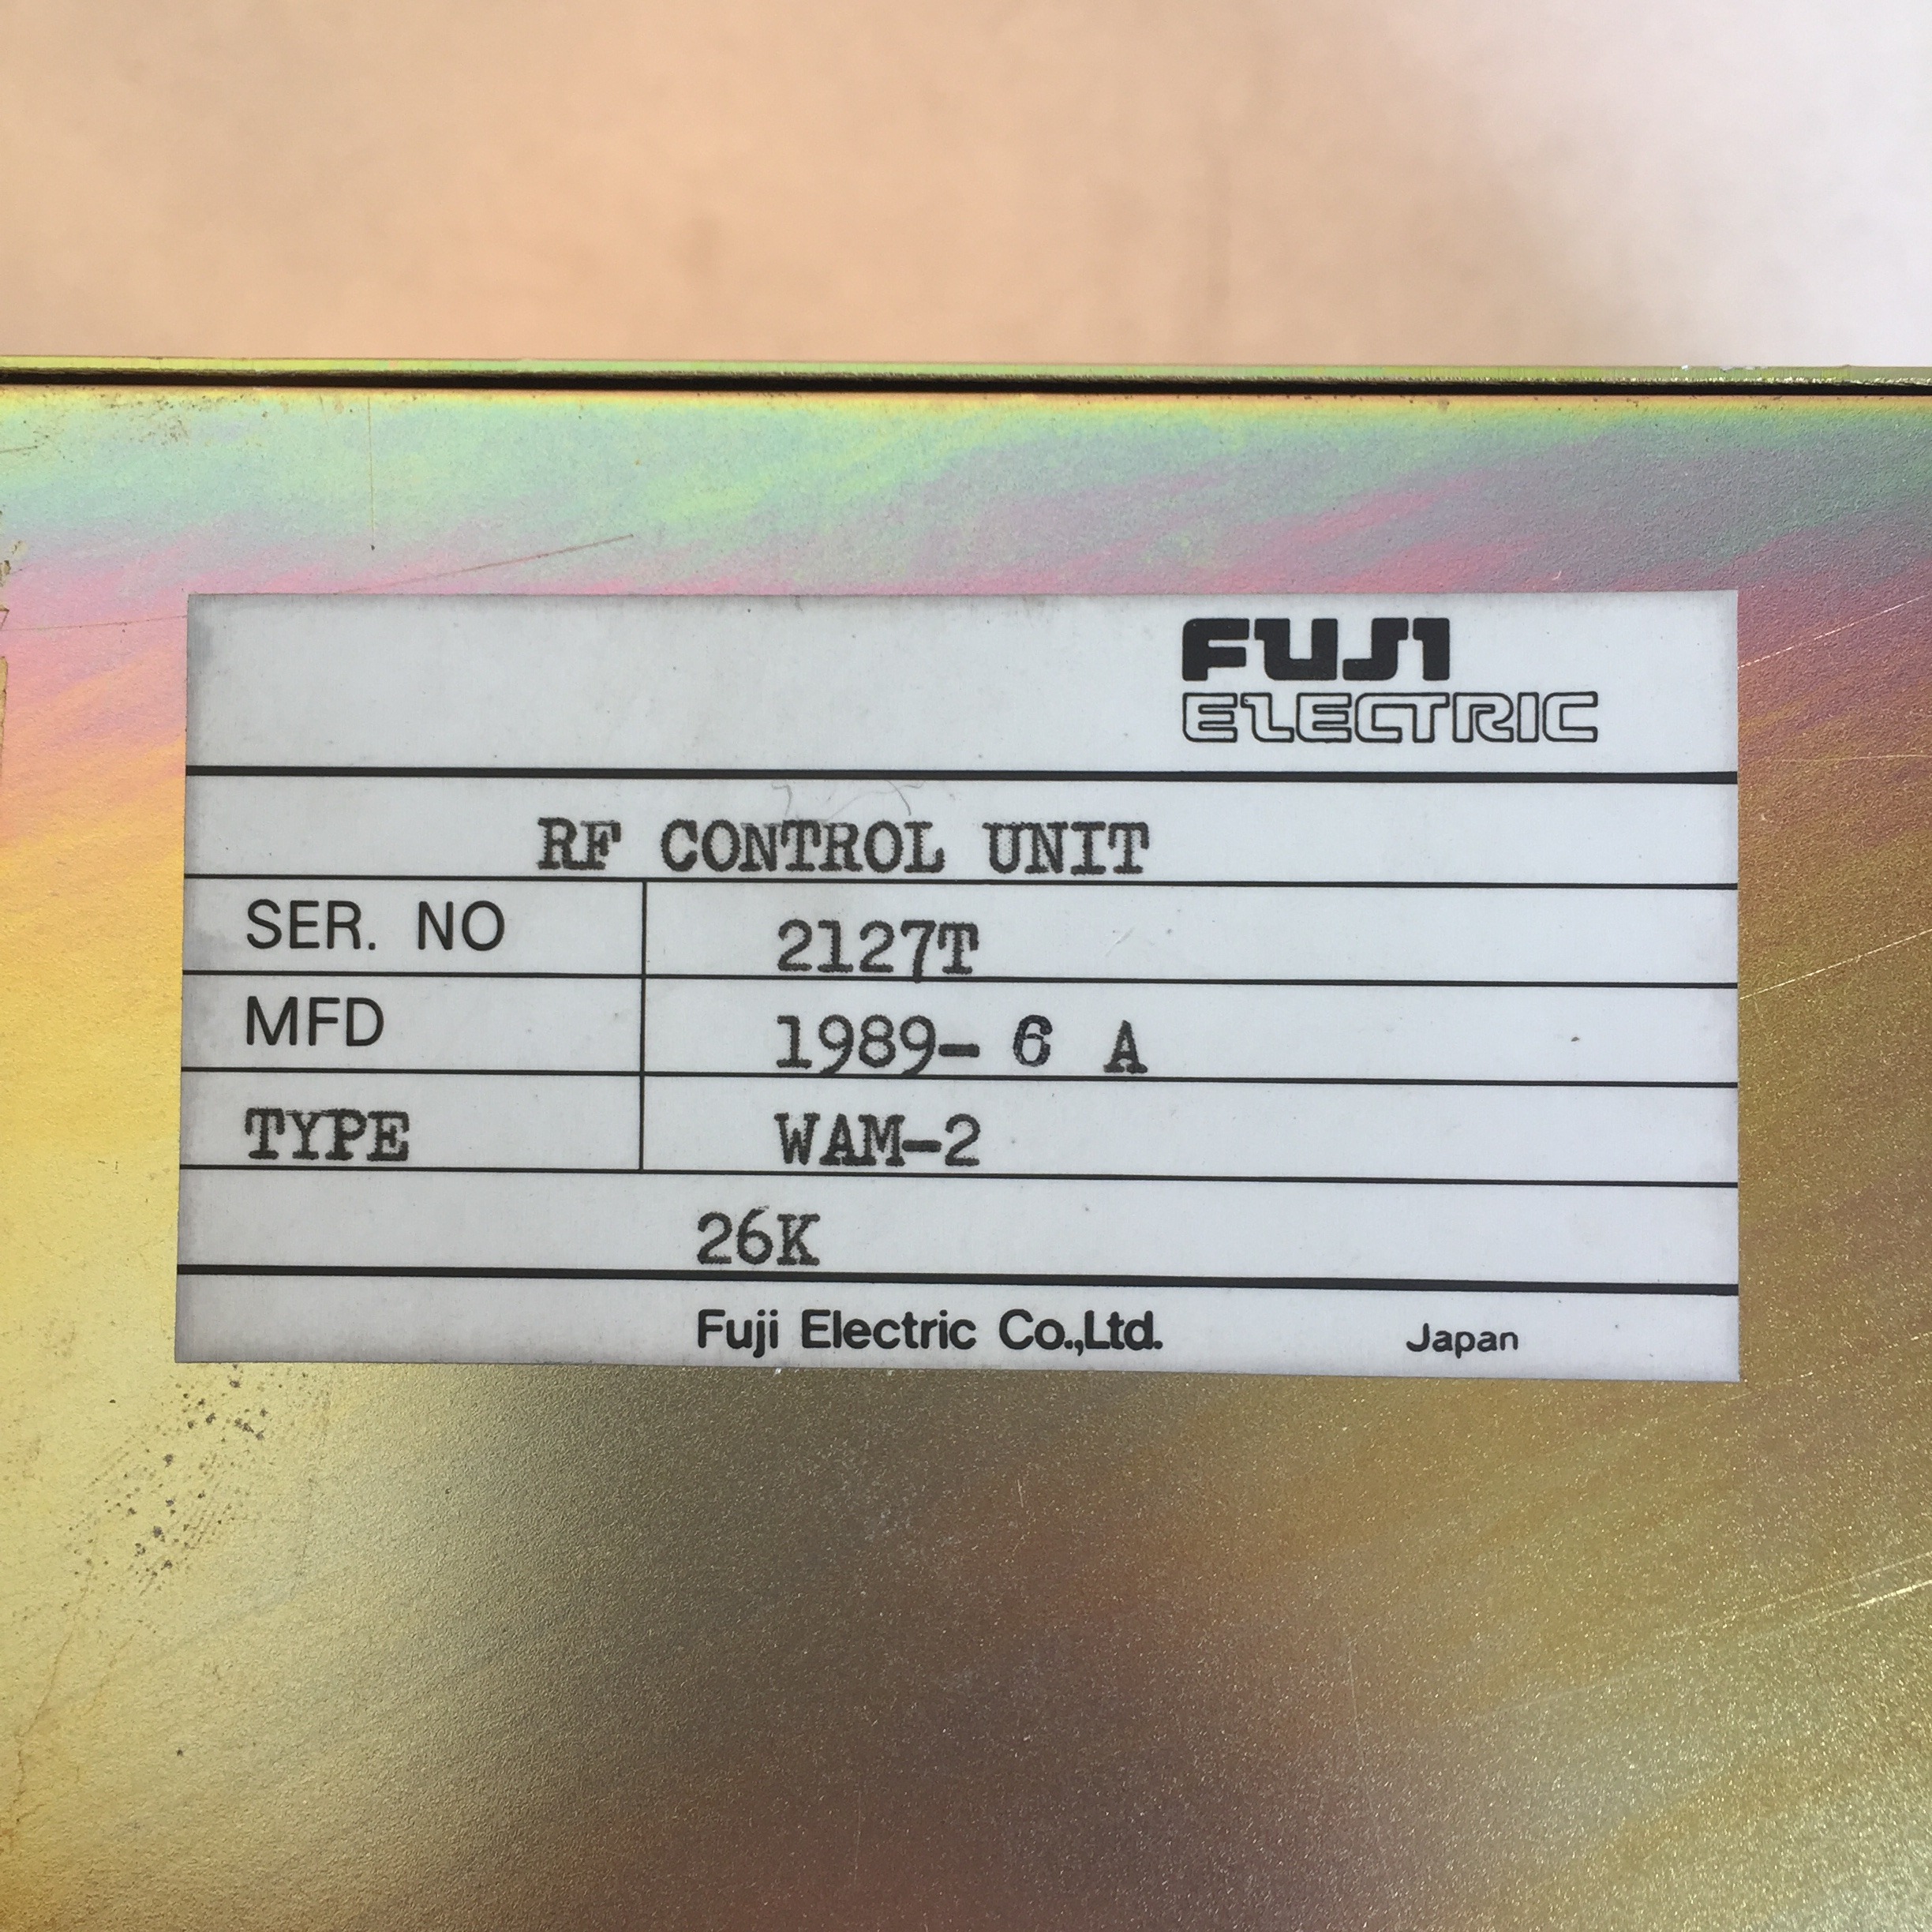 FUJI
ELECTRIC
RF CONTROL UNIT
SER. NO 2127T
MFD 1989- 6 A
TYPE WAM-2
26K
Fuji Electric Co.,Ltd. Japan